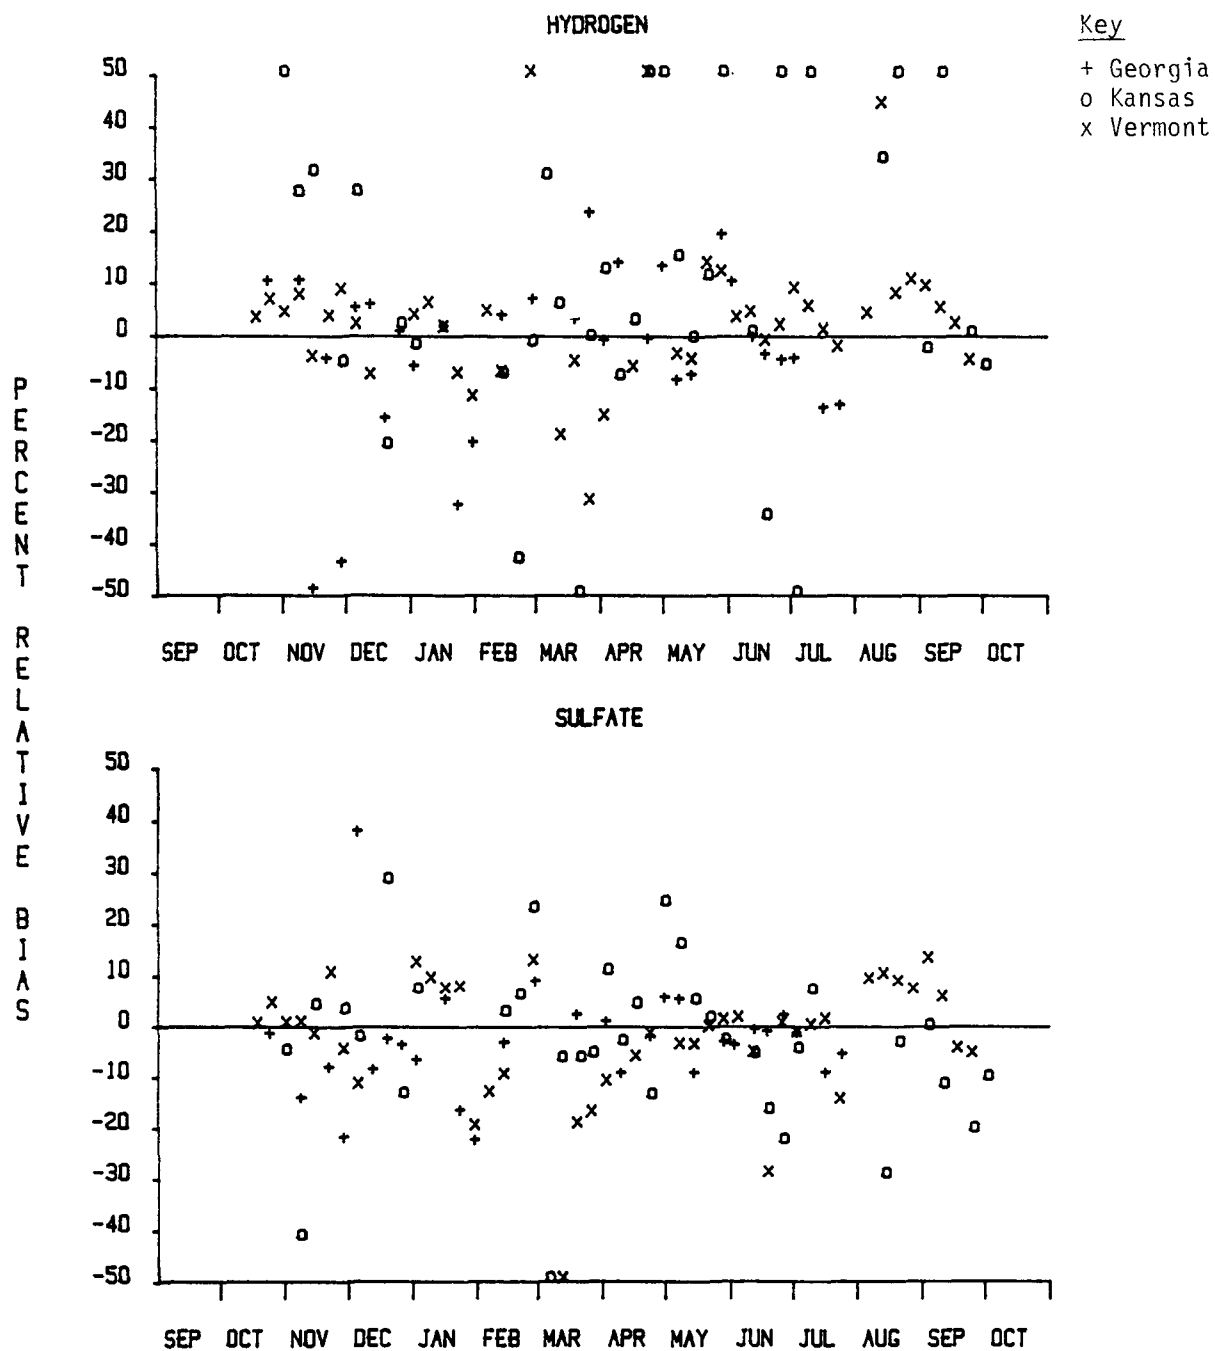 HYDROGEN
Key
+ Georgia
o Kansas
x Vermont
50
40
30
20
10
0
-10
-20
-30
-40
-50
SEP OCT NOV DEC JAN FEB MAR APR MAY JUN JUL AUG SEP OCT
PERCENT RELATIVE BIAS
SULFATE
50
40
30
20
10
0
-10
-20
-30
-40
-50
SEP OCT NOV DEC JAN FEB MAR APR MAY JUN JUL AUG SEP OCT